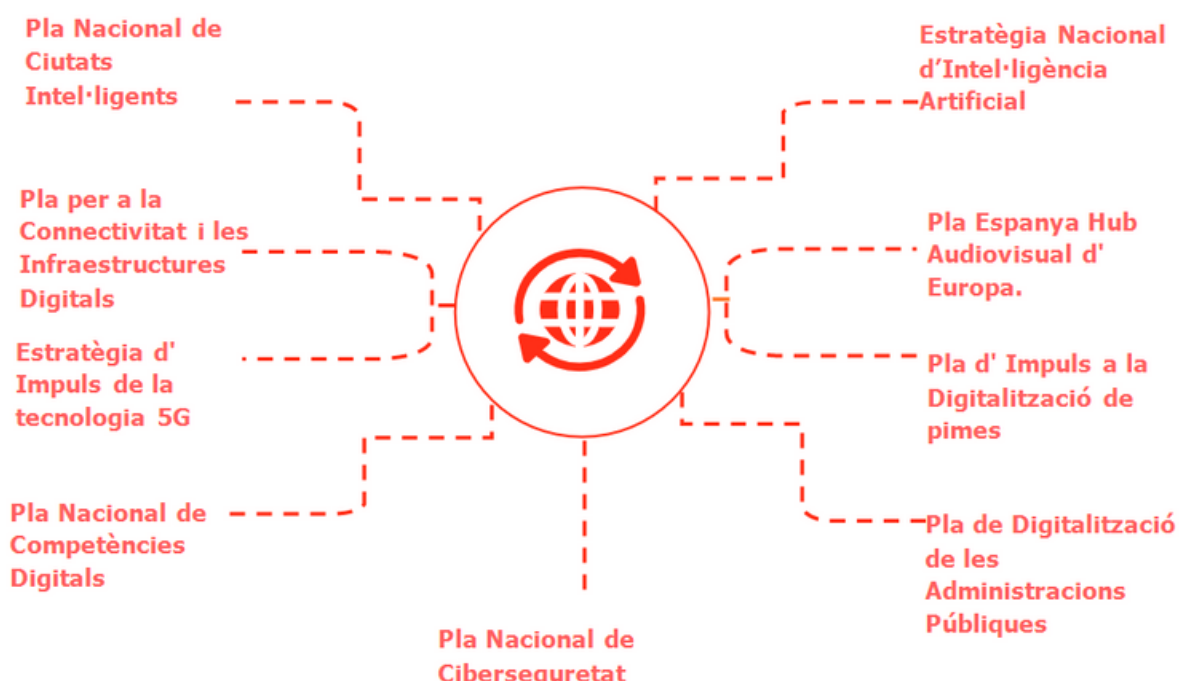 Pla Nacional de
Ciutats
Intel·ligents
Estratègia Nacional
d’Intel·ligència
Artificial
Pla per a la
Connectivitat i les
Infraestructures
Digitals
Pla Espanya Hub
Audiovisual d'
Europa.
Estratègia d'
Impuls de la
tecnologia 5G
Pla d' Impuls a la
Digitalització de
pimes
Pla Nacional de
Competències
Digitals
Pla de Digitalització
de les
Administracions
Públiques
Pla Nacional de
Ciberseguretat